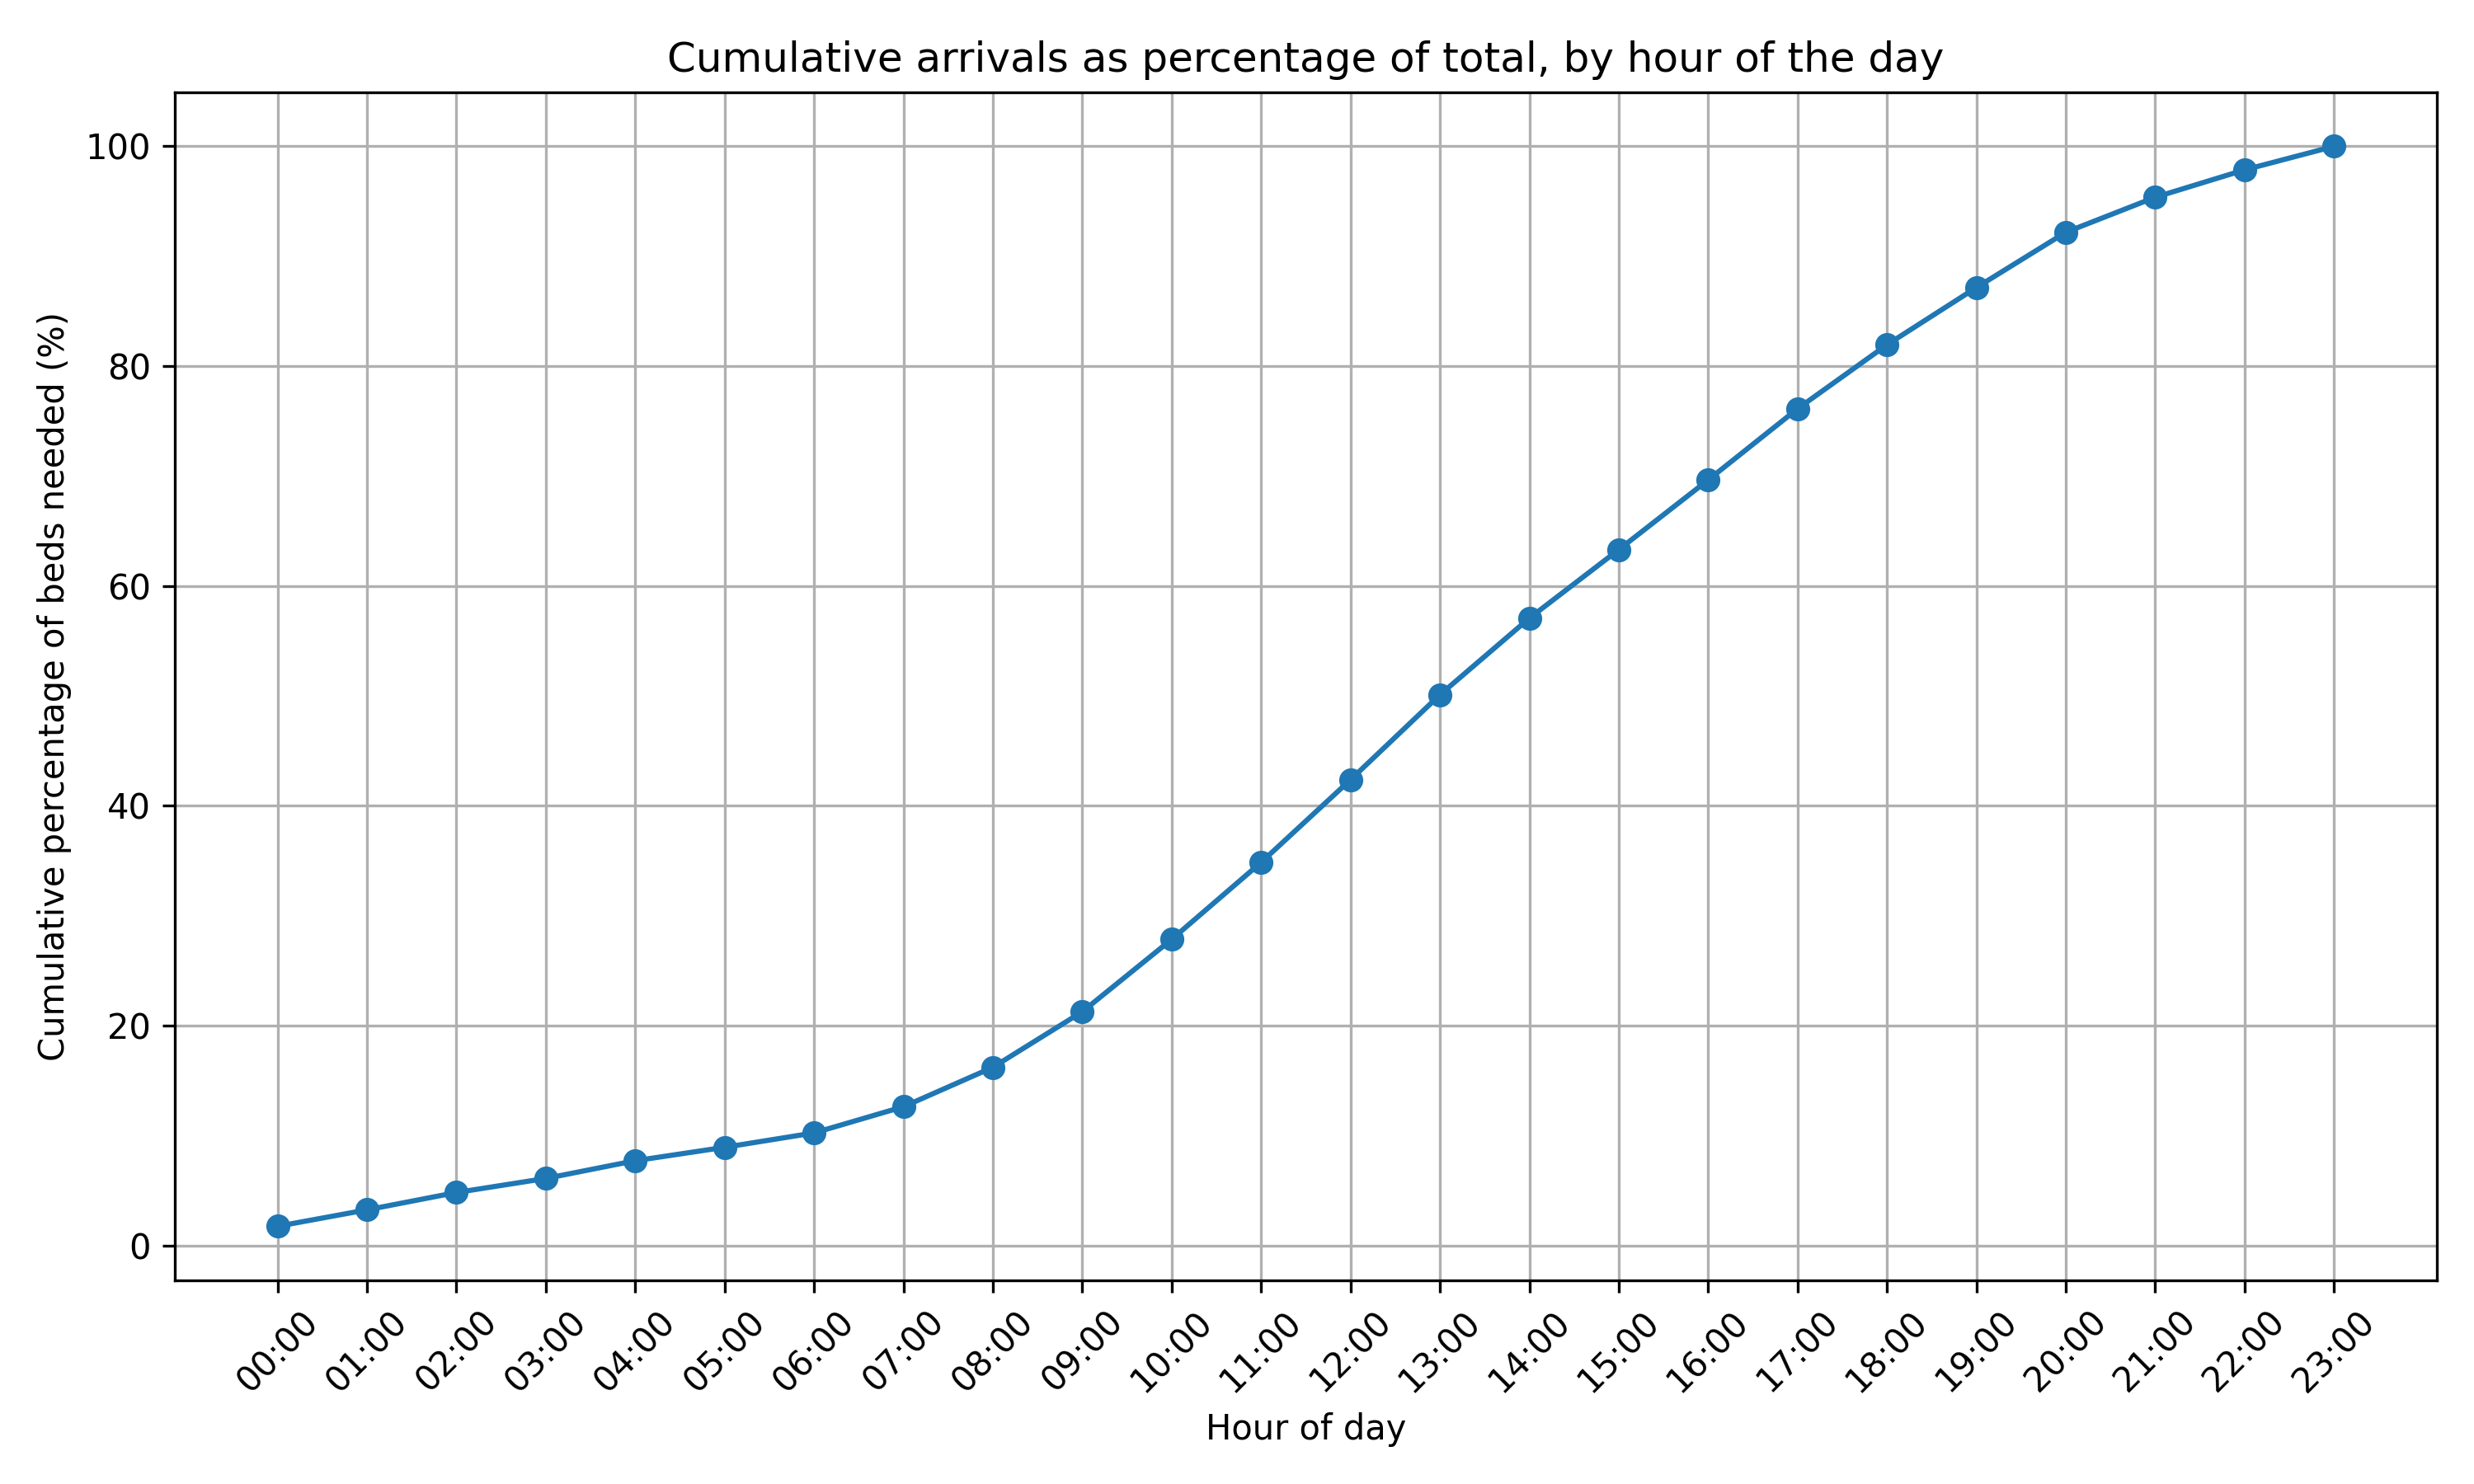 Cumulative arrivals as percentage of total, by hour of the day
Cumulative percentage of beds needed (%)
100
80
60
40
20
0
00:00 01:00 02:00 03:00 04:00 05:00 06:00 07:00 08:00 09:00 10:00 11:00 12:00 13:00 14:00 15:00 16:00 17:00 18:00 19:00 20:00 21:00 22:00 23:00
Hour of day